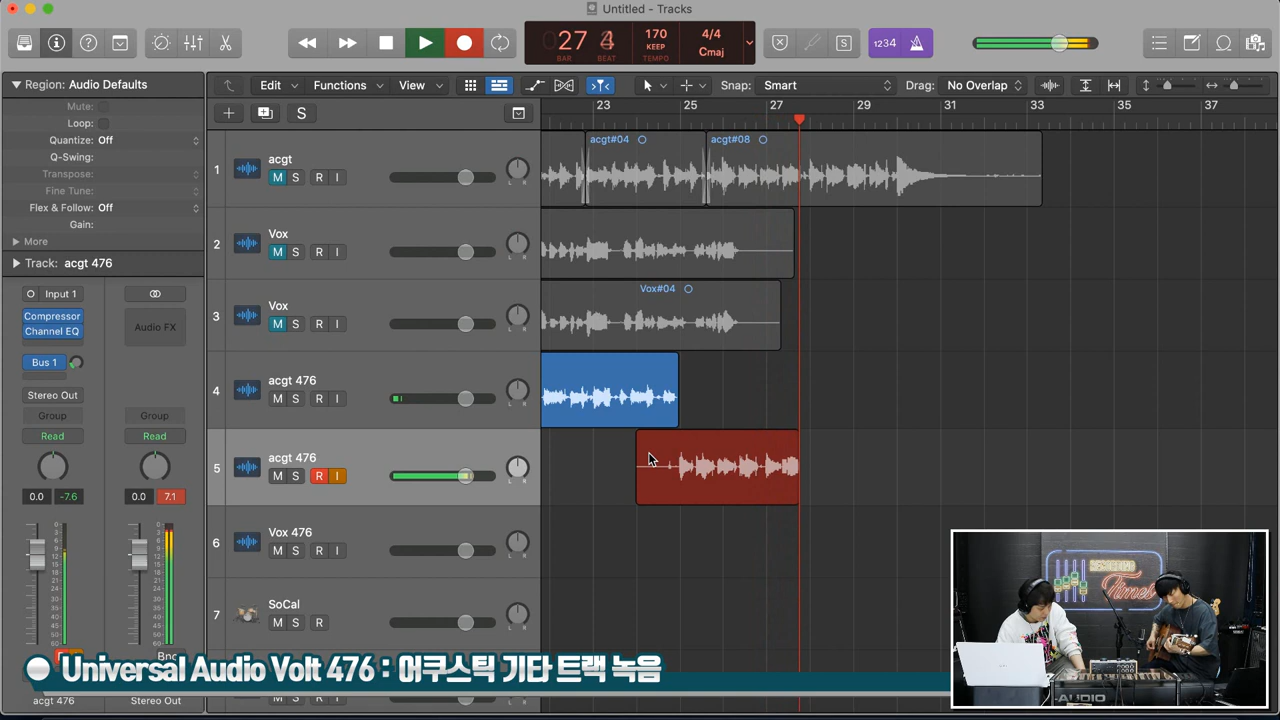 Untitled - Tracks
27 4
BAR BEAT
170
KEEP
TEMPO
4/4
Cmaj
1234
Region: Audio Defaults
Mute:
Loop:
Quantize: Off
Q-Swing:
Transpose:
Fine Tune:
Flex & Follow: Off
Gain:
More
Track: acgt 476
Edit
Functions
View
Snap: Smart
Drag: No Overlap
S
23 25 27 29 31 33 35 37
1 acgt
M S R I
L R
acgt#04
acgt#08
2 Vox
M S R I
L R
3 Vox
M S R I
L R
Vox#04
4 acgt 476
M S R I
L R
5 acgt 476
M S R I
L R
6 Vox 476
M S R I
L R
7 SoCal
M S R
L R
Input 1
Compressor
Channel EQ
Audio FX
Bus 1
Stereo Out
Group Group
Read Read
0.0 -7.6 0.0 7.1
Bnc
acgt 476 Stereo Out
Universal Audio Volt 476 : 어쿠스틱 기타 트랙 녹음
Times
M-AUDIO